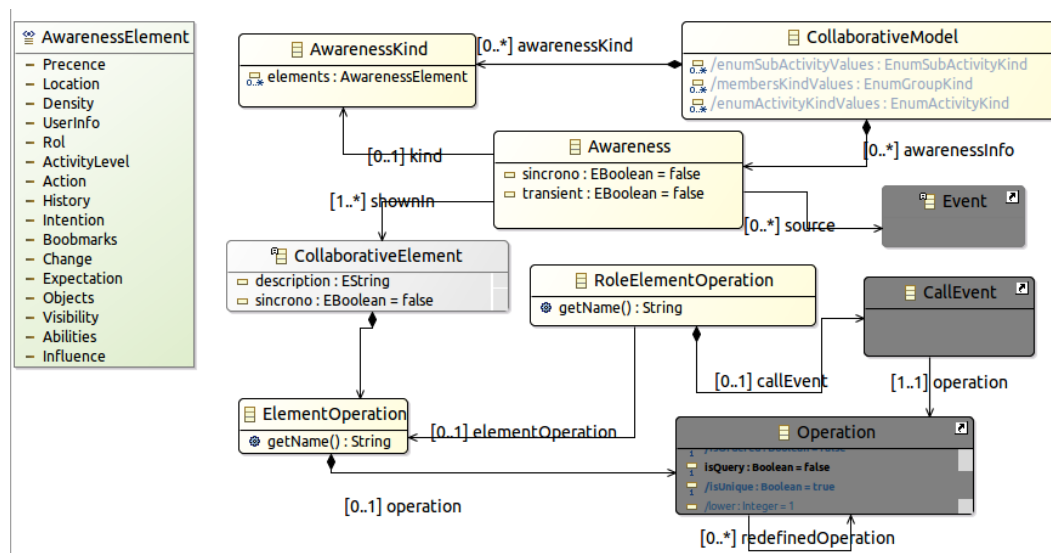 AwarenessElement
Precence
Location
Density
UserInfo
Rol
ActivityLevel
Action
History
Intention
Boobmarks
Change
Expectation
Objects
Visibility
Abilities
Influence
AwarenessKind
elements : AwarenessElement
[0..*] awarenessKind
CollaborativeModel
/enumSubActivityValues : EnumSubActivityKind
/membersKindValues : EnumGroupKind
/enumActivityKindValues : EnumActivityKind
[0..1] kind
Awareness
sincrono : EBoolean = false
transient : EBoolean = false
[0..*] awarenessInfo
[1..*] shownIn
[0..*] source
Event
CollaborativeElement
description : EString
sincrono : EBoolean = false
RoleElementOperation
getName() : String
CallEvent
[0..1] callEvent
[1..1] operation
ElementOperation
getName() : String
[0..1] elementOperation
[0..1] operation
Operation
isQuery : Boolean = false
/isUnique : Boolean = true
/lower : Integer = 1
[0..*] redefinedOperation